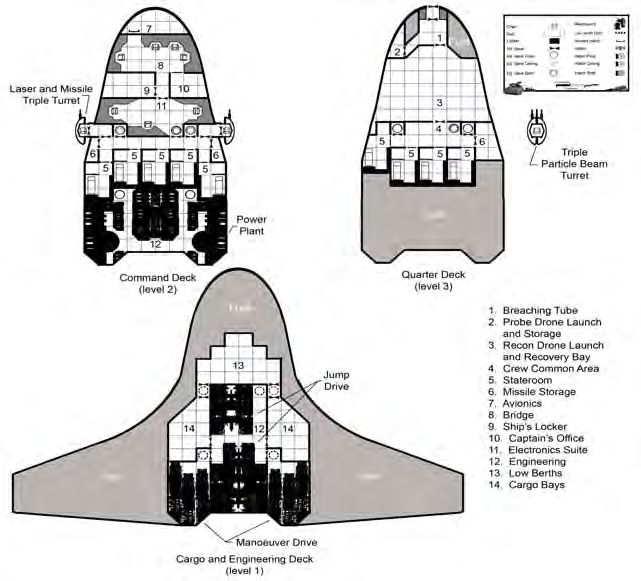 7
8
9
10
11
Laser and Missile
Triple Turret
6
5
5
5
5
5
6
12
Power
Plant
Command Deck
(level 2)
1
2
Fuel
3
4
5
5
5
5
6
Quarter Deck
(level 3)
Triple
Particle Beam
Turret
Fuel
13
Jump
Drive
14
12
14
Manoeuver Drive
Cargo and Engineering Deck
(level 1)
1. Breaching Tube
2. Probe Drone Launch
and Storage
3. Recon Drone Launch
and Recovery Bay
4. Crew Common Area
5. Stateroom
6. Missile Storage
7. Avionics
8. Bridge
9. Ship's Locker
10. Captain's Office
11. Electronics Suite
12. Engineering
13. Low Berths
14. Cargo Bays